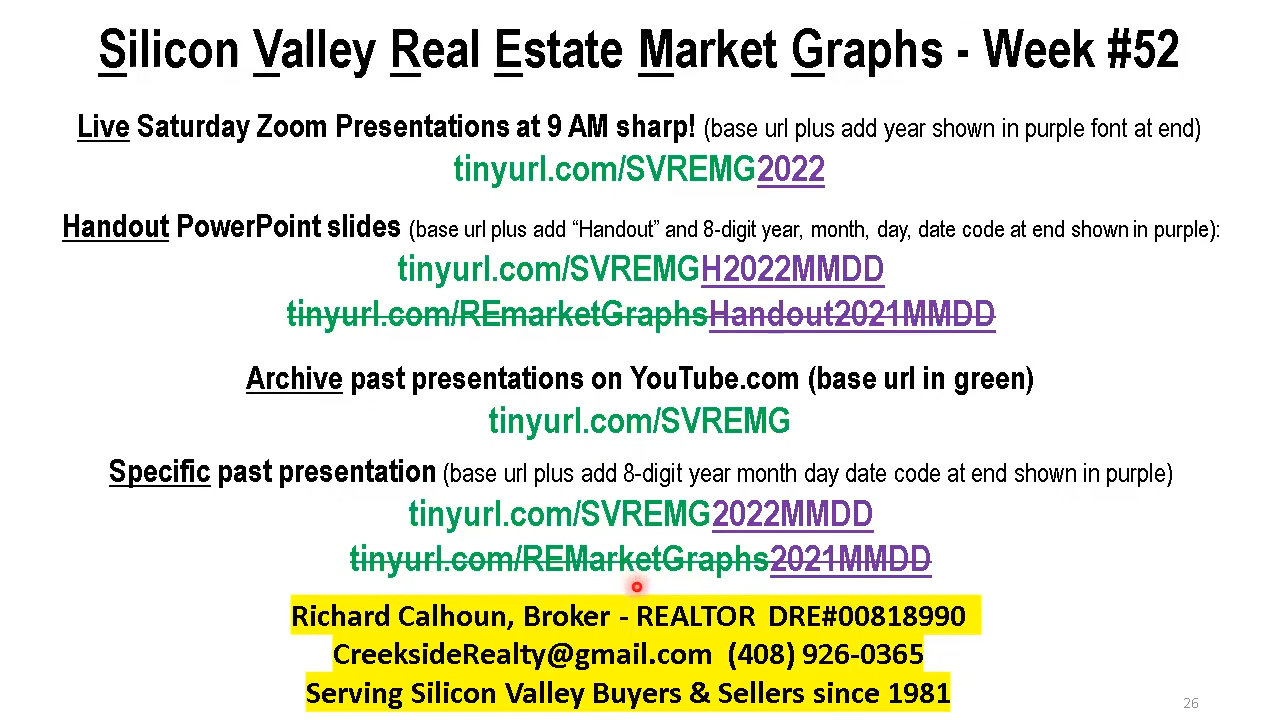 Silicon Valley Real Estate Market Graphs - Week #52
Live Saturday Zoom Presentations at 9 AM sharp! (base url plus add year shown in purple font at end)
tinyurl.com/SVREMG2022
Handout PowerPoint slides (base url plus add “Handout” and 8-digit year, month, day, date code at end shown in purple):
tinyurl.com/SVREMGH2022MMDD
tinyurl.com/REmarketGraphsHandout2021MMDD
Archive past presentations on YouTube.com (base url in green)
tinyurl.com/SVREMG
Specific past presentation (base url plus add 8-digit year month day date code at end shown in purple)
tinyurl.com/SVREMG2022MMDD
tinyurl.com/REMarketGraphs2021MMDD
Richard Calhoun, Broker - REALTOR DRE#00818990
CreeksideRealty@gmail.com (408) 926-0365
Serving Silicon Valley Buyers & Sellers since 1981
26